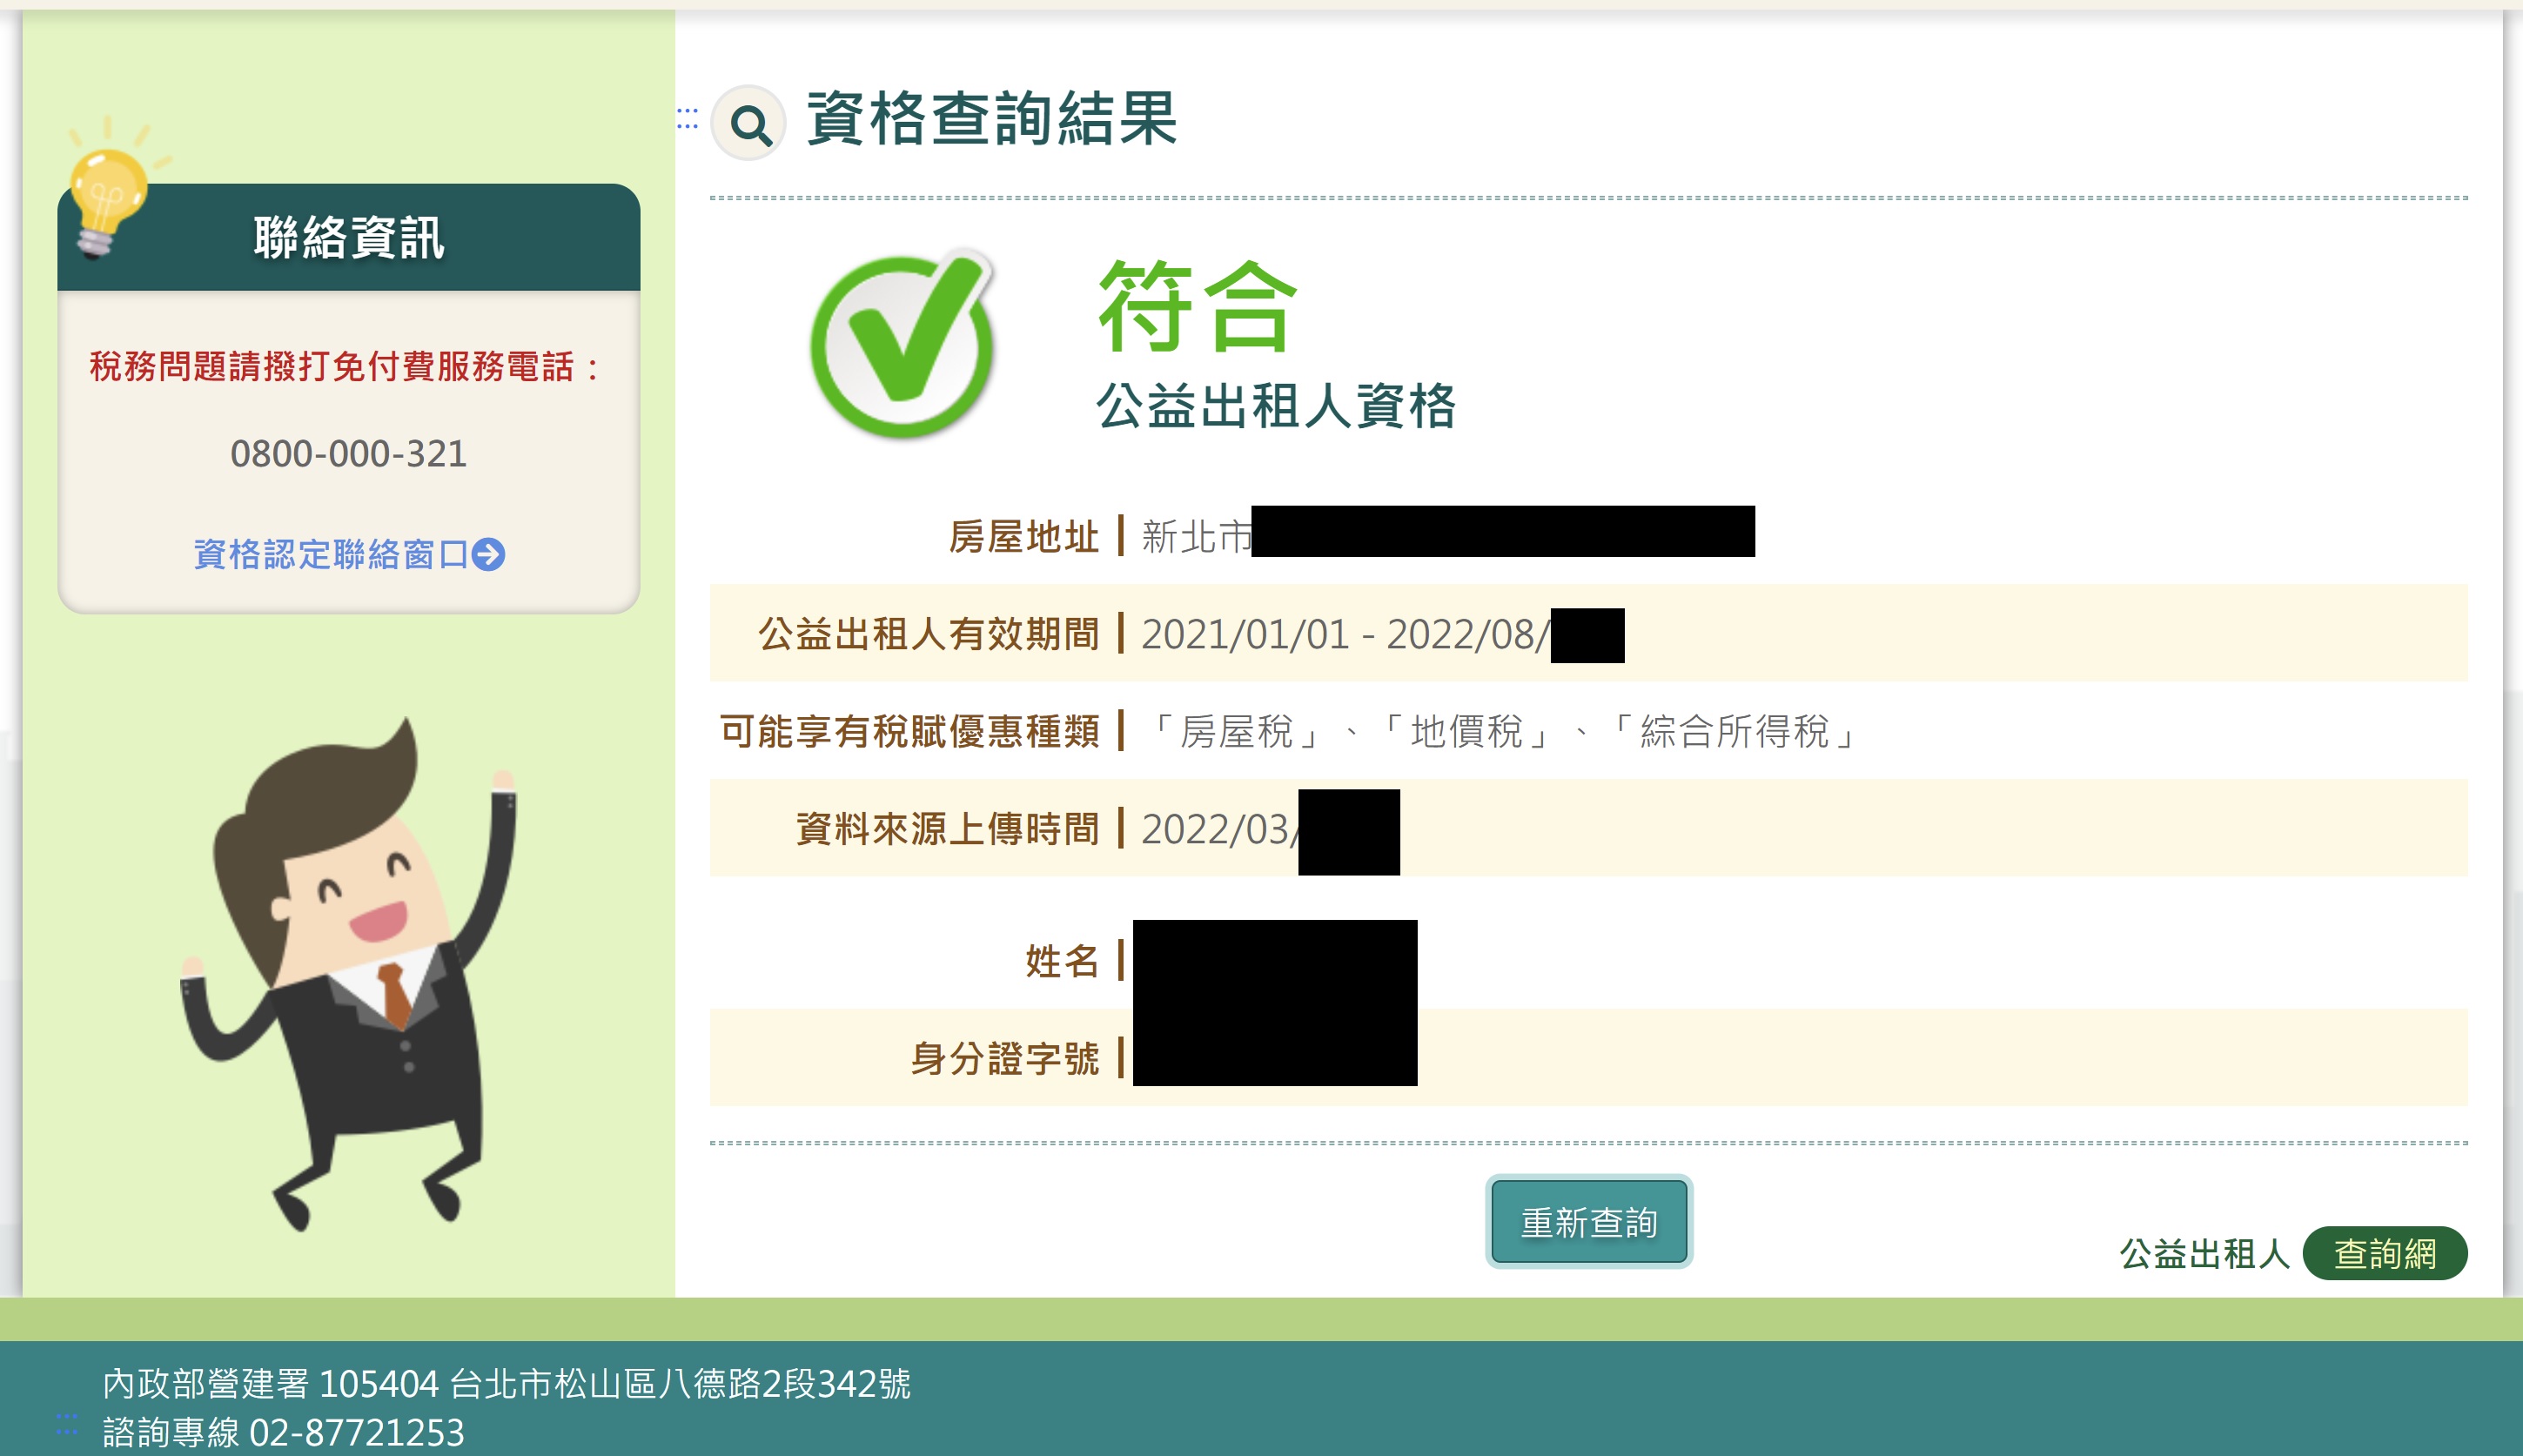 聯絡資訊
稅務問題請撥打免付費服務電話：
0800-000-321
資格認定聯絡窗口
資格查詢結果
符合
公益出租人資格
房屋地址 新北市
公益出租人有效期間 2021/01/01 - 2022/08/
可能享有稅賦優惠種類 「房屋稅」、「地價稅」、「綜合所得稅」
資料來源上傳時間 2022/03/
姓名
身分證字號
重新查詢
公益出租人 查詢網
內政部營建署 105404 台北市松山區八德路2段342號
諮詢專線 02-87721253